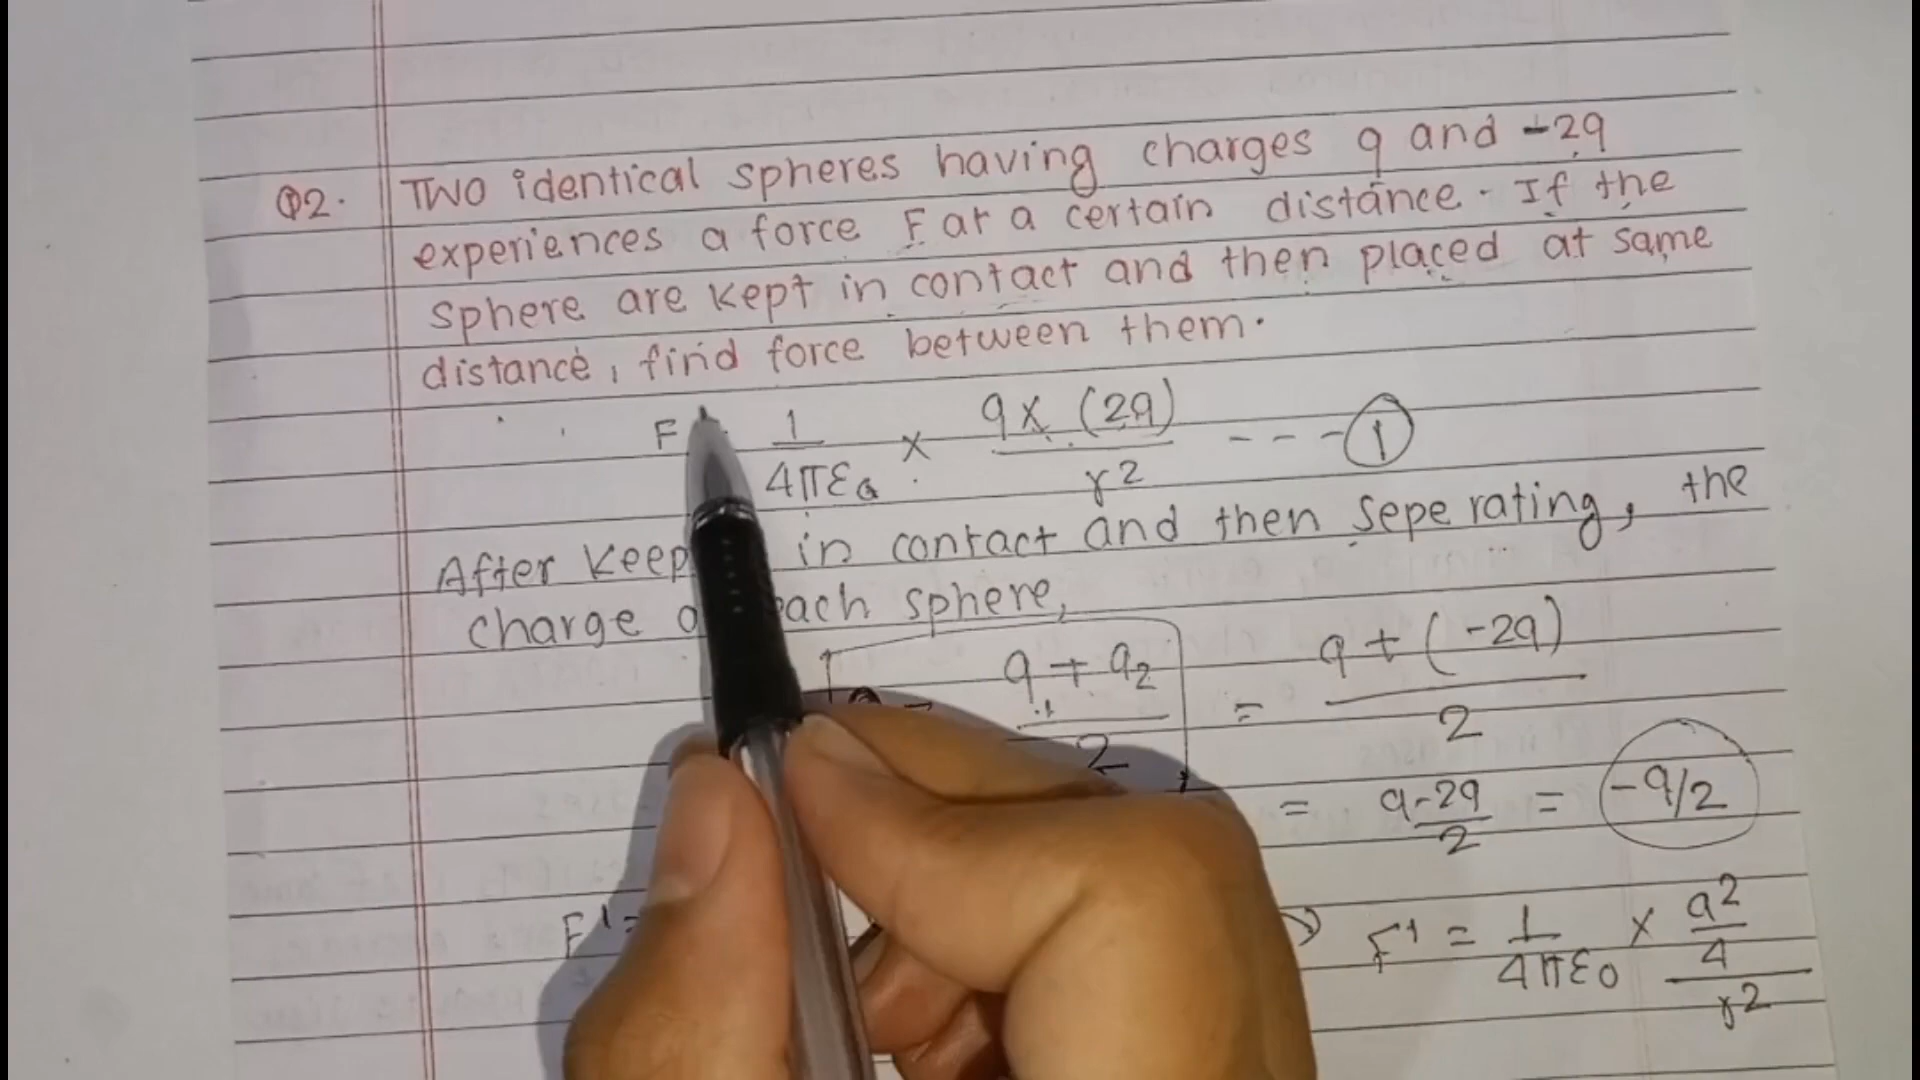 Q2. Two identical spheres having charges q and -2q
experiences a force F at a certain distance. If the
sphere are kept in contact and then placed at same
distance, find force between them.
F 1/4πε₀ × q × (2q)/r² ---- ①
After Keep in contact and then seperating, the
charge each sphere,
q₁ + q₂/2 = q + (-2q)/2
= q-2q/2 = -q/2
F' = F' = 1/4πε₀ × q²/4/r²